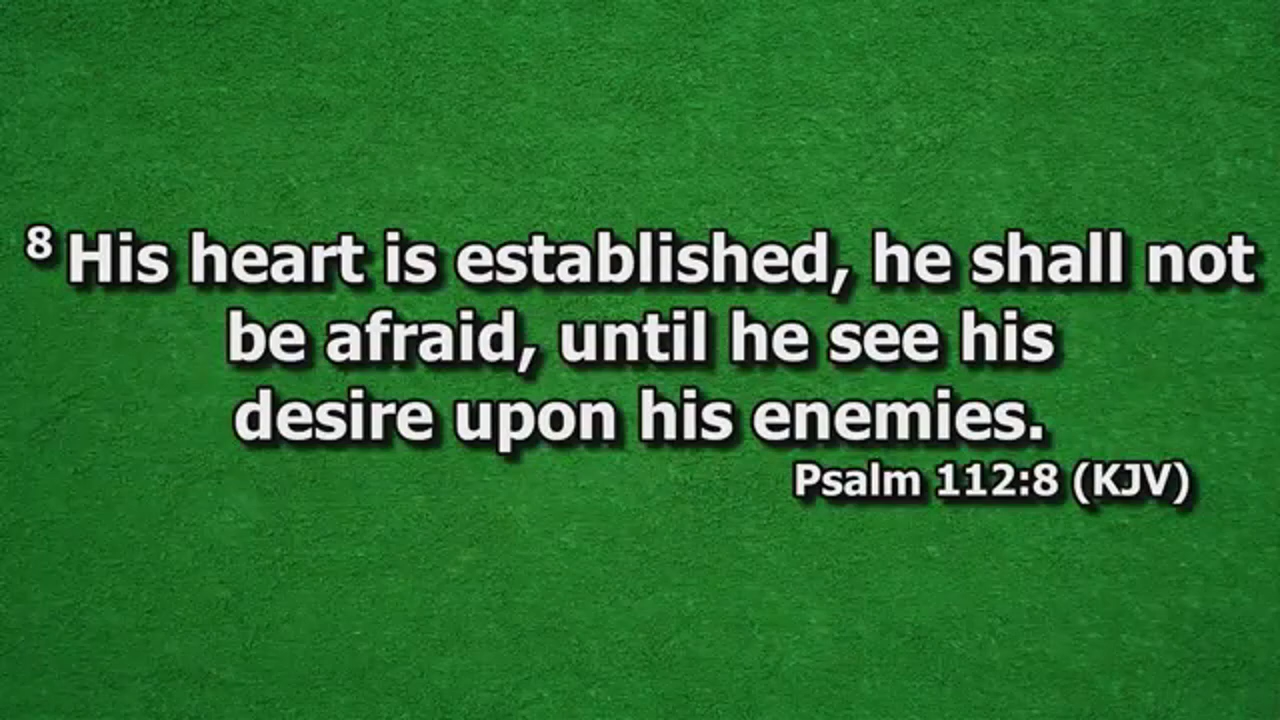 8 His heart is established, he shall not
be afraid, until he see his
desire upon his enemies.
Psalm 112:8 (KJV)